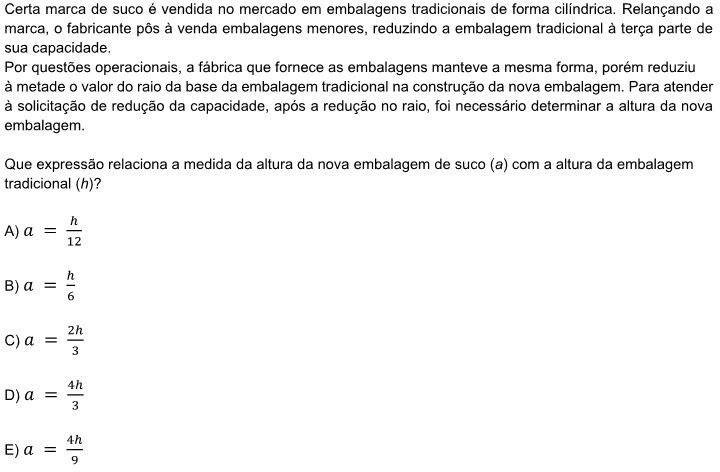 Certa marca de suco é vendida no mercado em embalagens tradicionais de forma cilíndrica. Relançando a
marca, o fabricante pôs à venda embalagens menores, reduzindo a embalagem tradicional à terça parte de
sua capacidade.
Por questões operacionais, a fábrica que fornece as embalagens manteve a mesma forma, porém reduziu
à metade o valor do raio da base da embalagem tradicional na construção da nova embalagem. Para atender
à solicitação de redução da capacidade, após a redução no raio, foi necessário determinar a altura da nova
embalagem.
Que expressão relaciona a medida da altura da nova embalagem de suco (a) com a altura da embalagem
tradicional (h)?
A) a = h/12
B) a = h/6
C) a = 2h/3
D) a = 4h/3
E) a = 4h/9